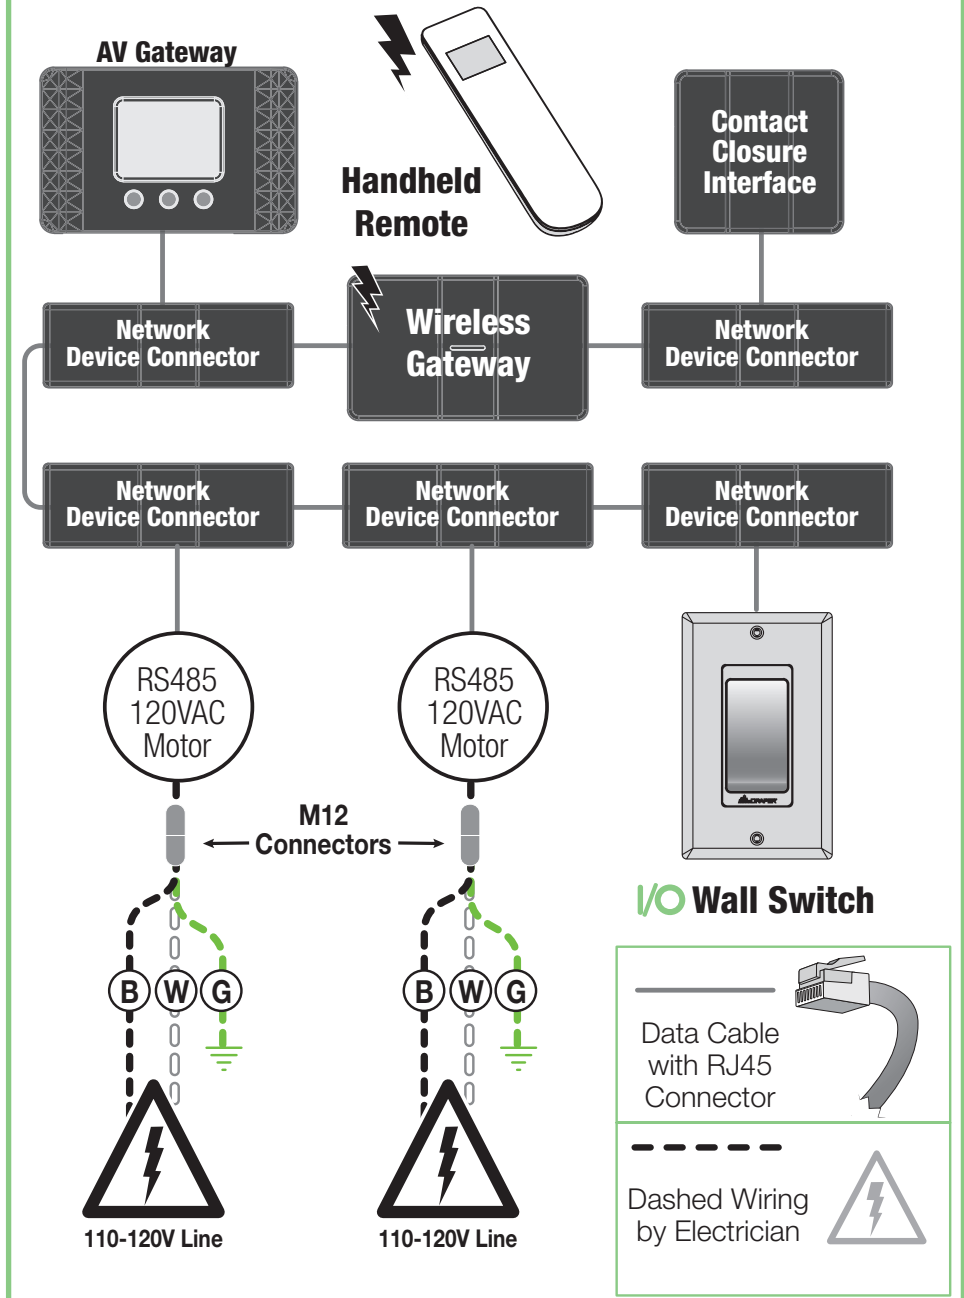 AV Gateway
Handheld
Remote
Contact
Closure
Interface
Network
Device Connector
Wireless
Gateway
Network
Device Connector
Network
Device Connector
Network
Device Connector
Network
Device Connector
RS485
120VAC
Motor
RS485
120VAC
Motor
DRAPER
M12
Connectors
I/O Wall Switch
B W G
B W G
110-120V Line
110-120V Line
Data Cable
with RJ45
Connector
Dashed Wiring
by Electrician